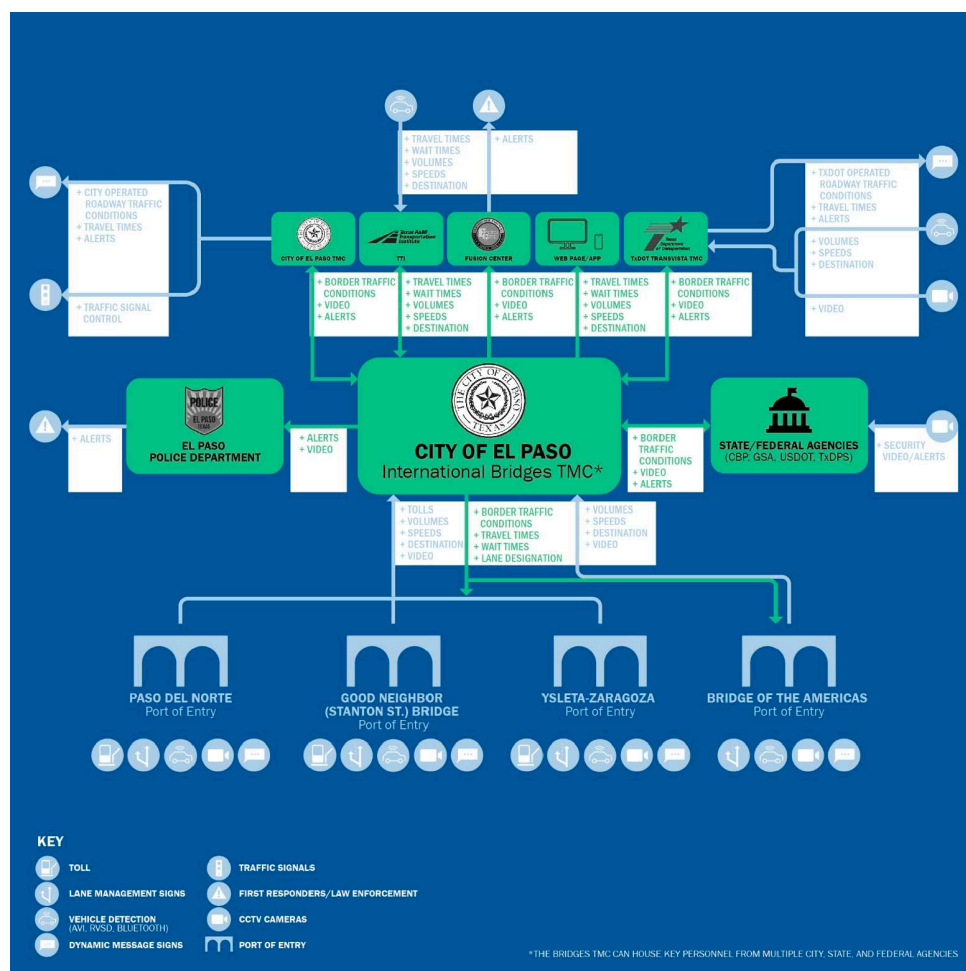 + TRAVEL TIMES
+ WAIT TIMES
+ VOLUMES
+ SPEEDS
+ DESTINATION
+ ALERTS
+ CITY OPERATED
ROADWAY TRAFFIC
CONDITIONS
+ TRAVEL TIMES
+ ALERTS
+ TRAFFIC SIGNAL
CONTROL
+ TXDOT OPERATED
ROADWAY TRAFFIC
CONDITIONS
+ TRAVEL TIMES
+ ALERTS
+ VOLUMES
+ SPEEDS
+ DESTINATION
+ VIDEO
CITY OF EL PASO TMC
Texas A&M
Transportation
Institute
TTI
FUSION CENTER
WEB PAGE/APP
Texas
Department
of Transportation
TxDOT TRANSVISTA TMC
+ BORDER TRAFFIC
CONDITIONS
+ VIDEO
+ ALERTS
+ TRAVEL TIMES
+ WAIT TIMES
+ VOLUMES
+ SPEEDS
+ DESTINATION
+ BORDER TRAFFIC
CONDITIONS
+ VIDEO
+ ALERTS
+ TRAVEL TIMES
+ WAIT TIMES
+ VOLUMES
+ SPEEDS
+ DESTINATION
+ BORDER TRAFFIC
CONDITIONS
+ VIDEO
+ ALERTS
+ ALERTS
POLICE
EL PASO
TEXAS
EL PASO
POLICE DEPARTMENT
+ ALERTS
+ VIDEO
THE CITY OF EL PASO
TEXAS
CITY OF EL PASO
International Bridges TMC*
+ BORDER
TRAFFIC
CONDITIONS
+ VIDEO
+ ALERTS
STATE/FEDERAL AGENCIES
(CBP, GSA, USDOT, TxDPS)
+ SECURITY
VIDEO/ALERTS
+ TOLLS
+ VOLUMES
+ SPEEDS
+ DESTINATION
+ VIDEO
+ BORDER TRAFFIC
CONDITIONS
+ TRAVEL TIMES
+ WAIT TIMES
+ LANE DESIGNATION
+ VOLUMES
+ SPEEDS
+ DESTINATION
+ VIDEO
PASO DEL NORTE
Port of Entry
GOOD NEIGHBOR
(STANTON ST.) BRIDGE
Port of Entry
YSLETA-ZARAGOZA
Port of Entry
BRIDGE OF THE AMERICAS
Port of Entry
KEY
TOLL
LANE MANAGEMENT SIGNS
VEHICLE DETECTION
(AVI, RVSD, BLUETOOTH)
DYNAMIC MESSAGE SIGNS
TRAFFIC SIGNALS
FIRST RESPONDERS/LAW ENFORCEMENT
CCTV CAMERAS
PORT OF ENTRY
*THE BRIDGES TMC CAN HOUSE KEY PERSONNEL FROM MULTIPLE CITY, STATE, AND FEDERAL AGENCIES